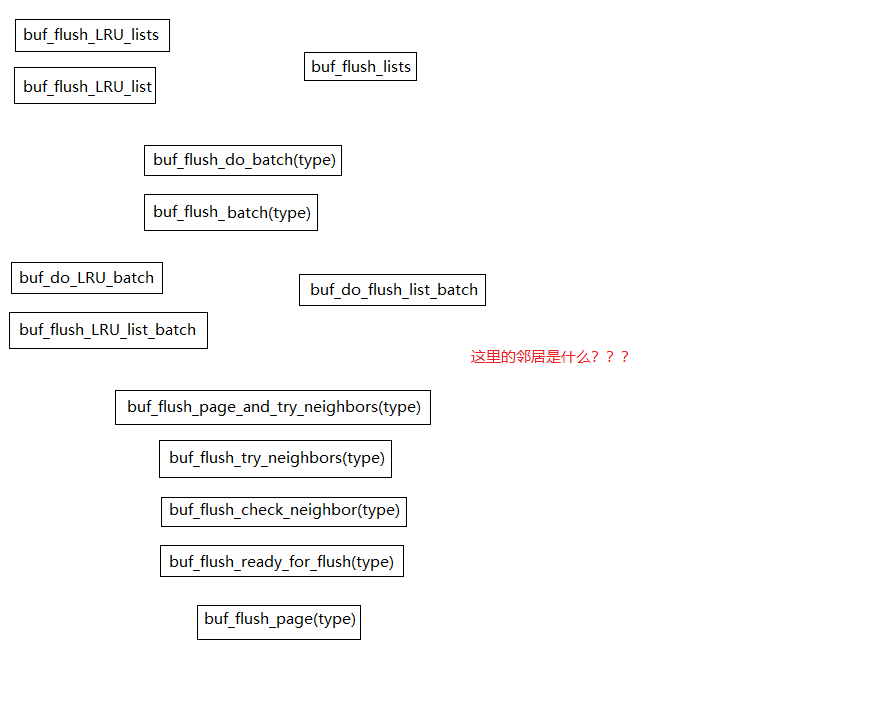 buf_flush_LRU_lists
buf_flush_lists
buf_flush_LRU_list
buf_flush_do_batch(type)
buf_flush_batch(type)
buf_do_LRU_batch
buf_do_flush_list_batch
buf_flush_LRU_list_batch
这里的邻居是什么？？？
buf_flush_page_and_try_neighbors(type)
buf_flush_try_neighbors(type)
buf_flush_check_neighbor(type)
buf_flush_ready_for_flush(type)
buf_flush_page(type)